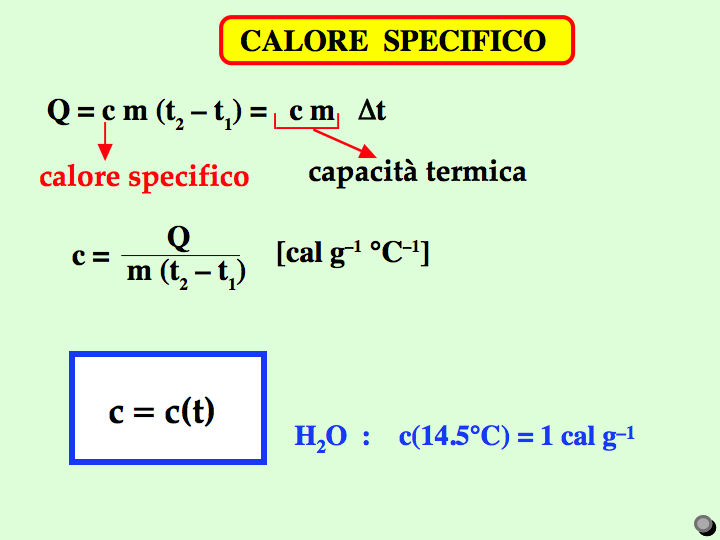 CALORE SPECIFICO
Q = c m (t₂ – t₁) = c m Δt
calore specifico
capacità termica
c = Q / m (t₂ – t₁) [cal g⁻¹ °C⁻¹]
c = c(t)
H₂O : c(14.5°C) = 1 cal g⁻¹